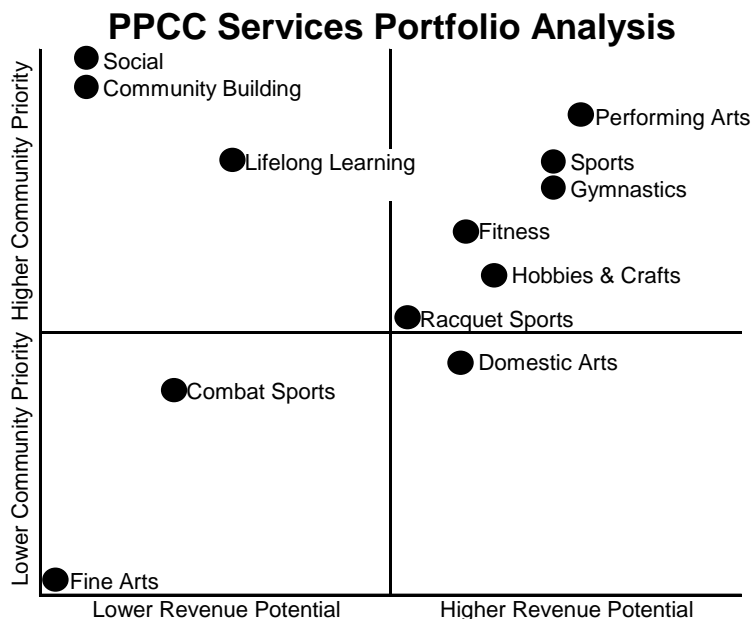 PPCC Services Portfolio Analysis
Social
Community Building
Performing Arts
Lifelong Learning
Sports
Gymnastics
Fitness
Hobbies & Crafts
Racquet Sports
Domestic Arts
Combat Sports
Fine Arts
Higher Community Priority
Lower Community Priority
Lower Revenue Potential
Higher Revenue Potential